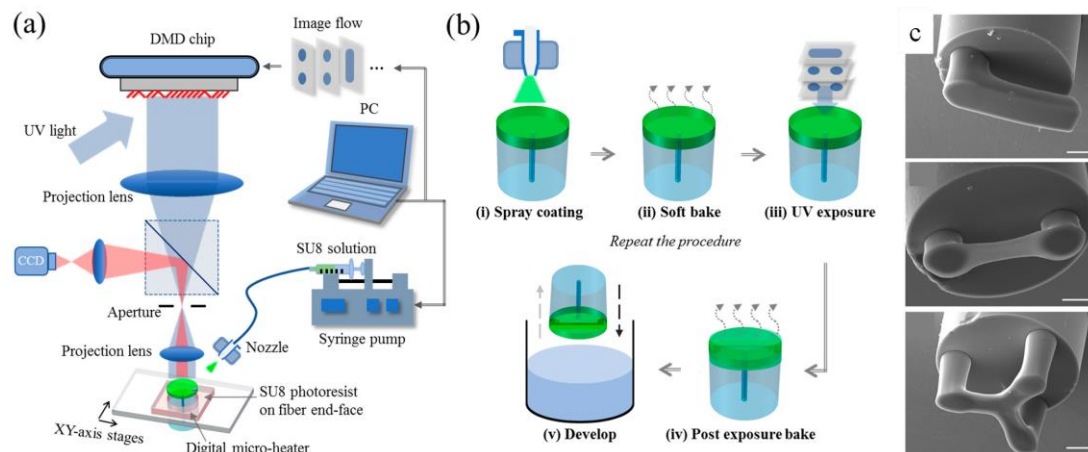 (a)
DMD chip
Image flow
...
PC
UV light
Projection lens
CCD
SU8 solution
Aperture
Syringe pump
Projection lens
Nozzle
SU8 photoresist
on fiber end-face
XY-axis stages
Digital micro-heater
(b)
(i) Spray coating
(ii) Soft bake
(iii) UV exposure
Repeat the procedure
(v) Develop
(iv) Post exposure bake
c